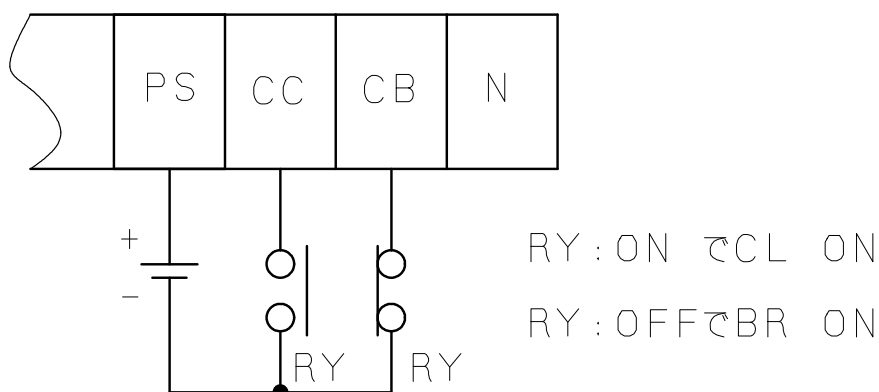 PS CC CB N
+
−
RY:ON でCL ON
RY:OFFでBR ON
RY RY